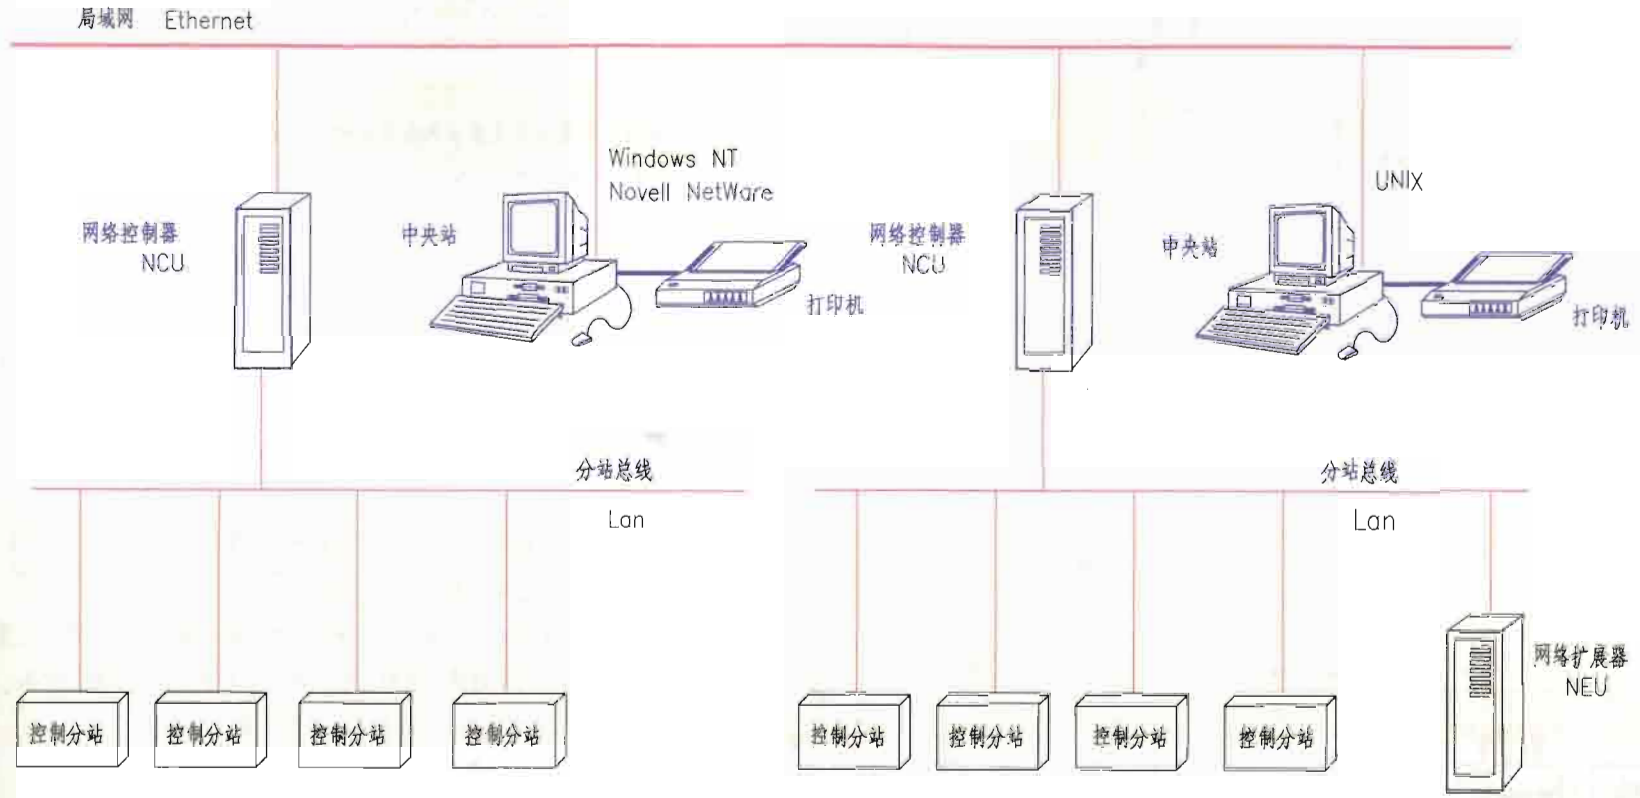 局域网 Ethernet
Windows NT
Novell NetWare
UNIX
网络控制器
NCU
中央站
打印机
网络控制器
NCU
中央站
打印机
分站总线
Lan
分站总线
Lan
网络扩展器
NEU
控制分站
控制分站
控制分站
控制分站
控制分站
控制分站
控制分站
控制分站